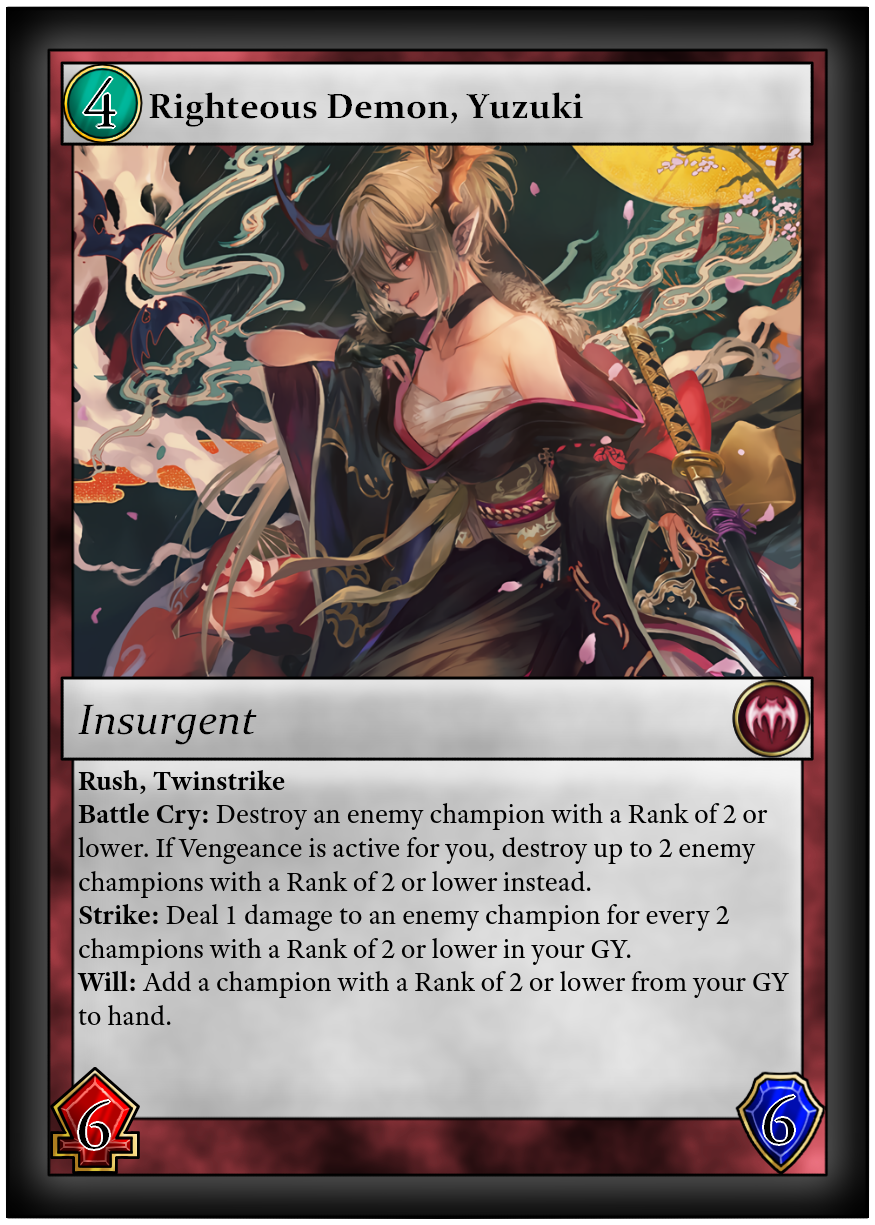 4 Righteous Demon, Yuzuki
Insurgent
Rush, Twinstrike
Battle Cry: Destroy an enemy champion with a Rank of 2 or
lower. If Vengeance is active for you, destroy up to 2 enemy
champions with a Rank of 2 or lower instead.
Strike: Deal 1 damage to an enemy champion for every 2
champions with a Rank of 2 or lower in your GY.
Will: Add a champion with a Rank of 2 or lower from your GY
to hand.
6 6